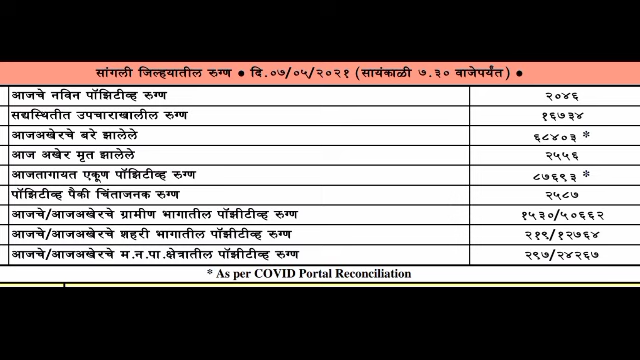 सांगली जिल्हयातील रुग्ण ● दि.०७/०५/२०२१ (सायंकाळी ७.३० वाजेपर्यंत) ●
आजचे नविन पॉझिटीव्ह रुग्ण २०४६
सद्यस्थितीत उपचाराखालील रुग्ण १६७३४
आजअखेरचे बरे झालेले ६८४०३ *
आज अखेर मृत झालेले २५५६
आजतागायत एकूण पॉझिटीव्ह रुग्ण ८७६९३ *
पॉझिटीव्ह पैकी चिंताजनक रुग्ण २५८७
आजचे/आजअखेरचे ग्रामीण भागातील पॉझीटीव्ह रुग्ण १५३०/५०६६२
आजचे/आजअखेरचे शहरी भागातील पॉझीटीव्ह रुग्ण २१९/१२७६४
आजचे/आजअखेरचे म.न.पा.क्षेत्रातील पॉझीटीव्ह रुग्ण २९७/२४२६७
* As per COVID Portal Reconciliation